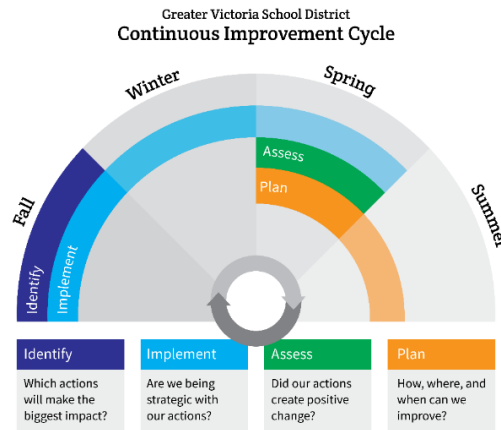 Greater Victoria School District
Continuous Improvement Cycle
Winter
Spring
Fall
Summer
Assess
Plan
Identify
Implement
Identify
Which actions
will make the
biggest impact?
Implement
Are we being
strategic with
our actions?
Assess
Did our actions
create positive
change?
Plan
How, where, and
when can we
improve?